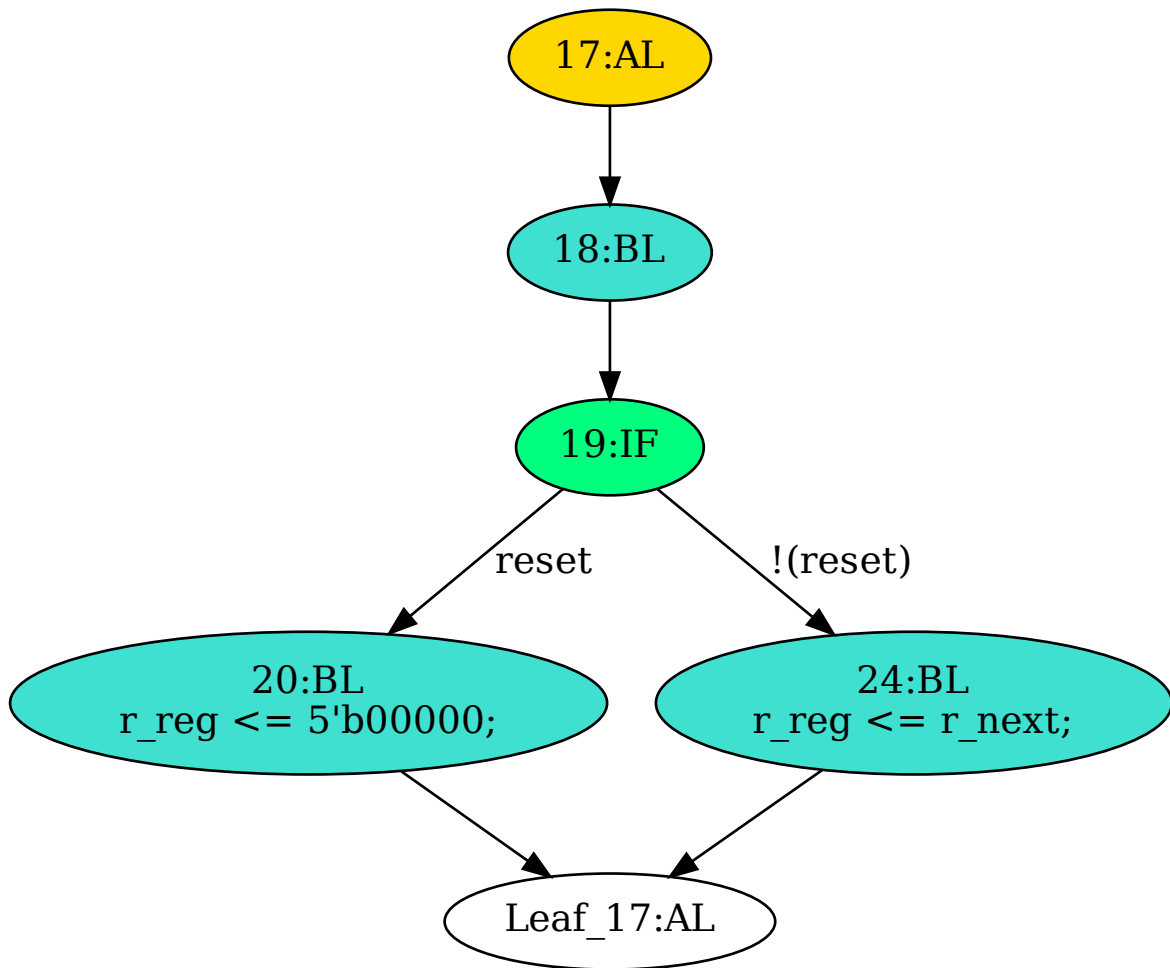 17:AL
18:BL
19:IF
reset
!(reset)
20:BL
r_reg <= 5'b00000;
24:BL
r_reg <= r_next;
Leaf_17:AL